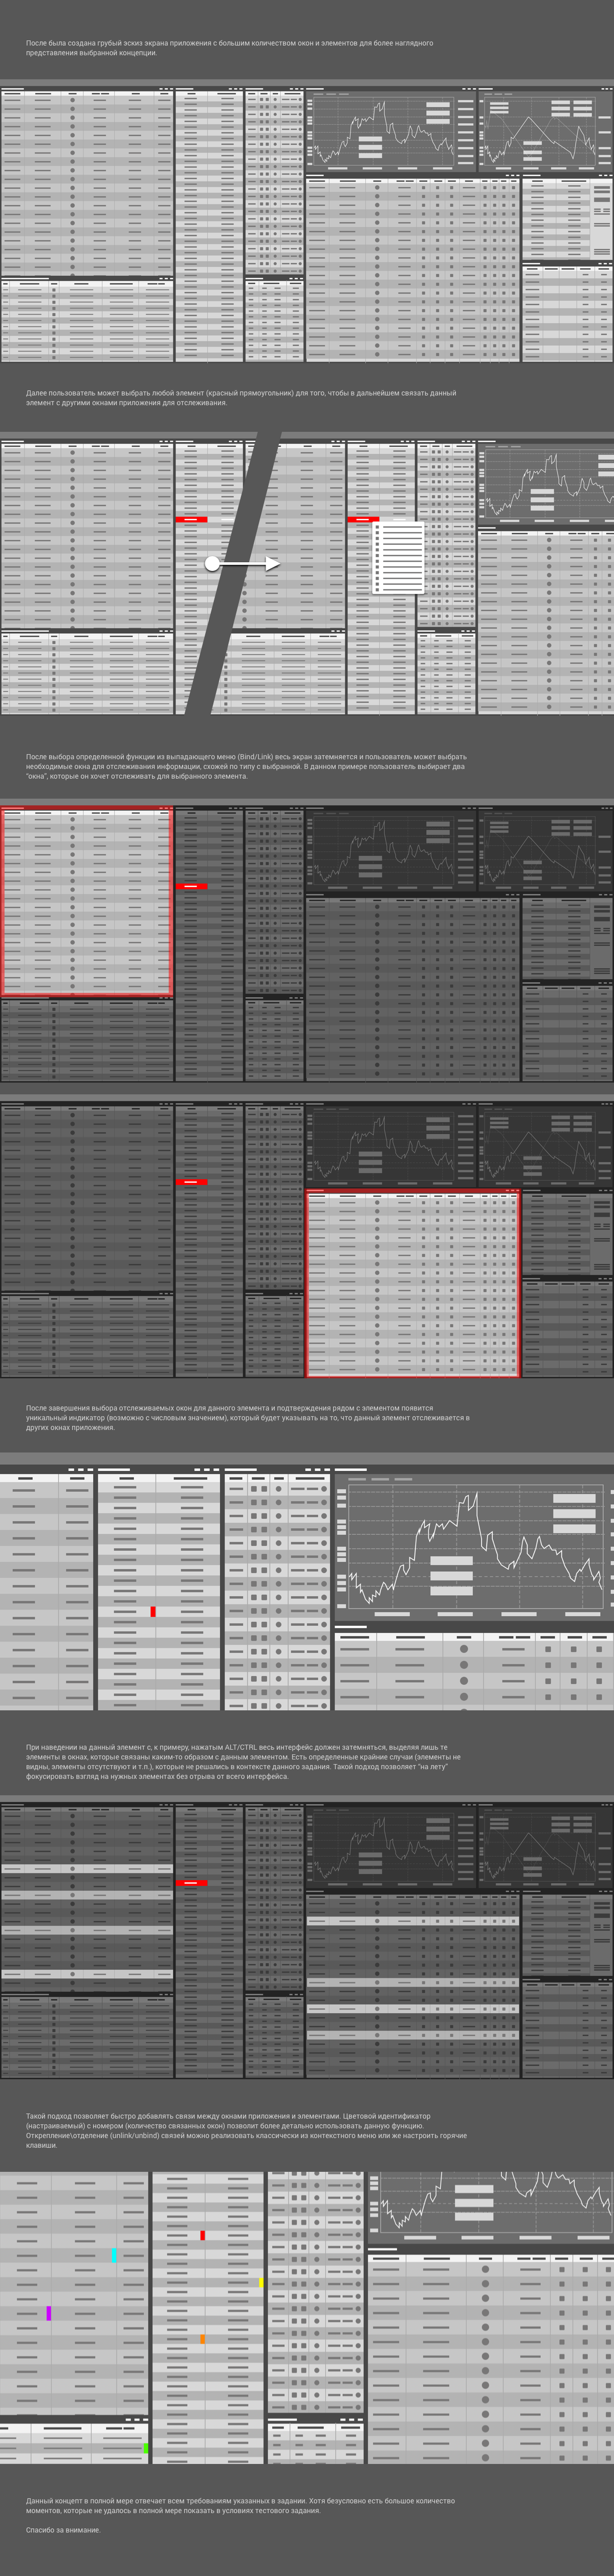 После была создана грубый эскиз экрана приложения с большим количеством окон и элементов для более наглядного
представления выбранной концепции.
Далее пользователь может выбрать любой элемент (красный прямоугольник) для того, чтобы в дальнейшем связать данный
элемент с другими окнами приложения для отслеживания.
После выбора определенной функции из выпадающего меню (Bind/Link) весь экран затемняется и пользователь может выбрать
необходимые окна для отслеживания информации, схожей по типу с выбранной. В данном примере пользователь выбирает два
"окна", которые он хочет отслеживать для выбранного элемента.
После завершения выбора отслеживаемых окон для данного элемента и подтверждения рядом с элементом появится
уникальный индикатор (возможно с числовым значением), который будет указывать на то, что данный элемент отслеживается в
других окнах приложения.
При наведении на данный элемент с, к примеру, нажатым ALT/CTRL весь интерфейс должен затемняться, выделяя лишь те
элементы в окнах, которые связаны каким-то образом с данным элементом. Есть определенные крайние случаи (элементы не
видны, элементы отсутствуют и т.п.), которые не решались в контексте данного задания. Такой подход позволяет "на лету"
фокусировать взгляд на нужных элементах без отрыва от всего интерфейса.
Такой подход позволяет быстро добавлять связи между окнами приложения и элементами. Цветовой идентификатор
(настраиваемый) с номером (количество связанных окон) позволит более детально использовать данную функцию.
Открепление\отделение (unlink/unbind) связей можно реализовать классически из контекстного меню или же настроить горячие
клавиши.
Данный концепт в полной мере отвечает всем требованиям указанных в задании. Хотя безусловно есть большое количество
моментов, которые не удалось в полной мере показать в условиях тестового задания.
Спасибо за внимание.